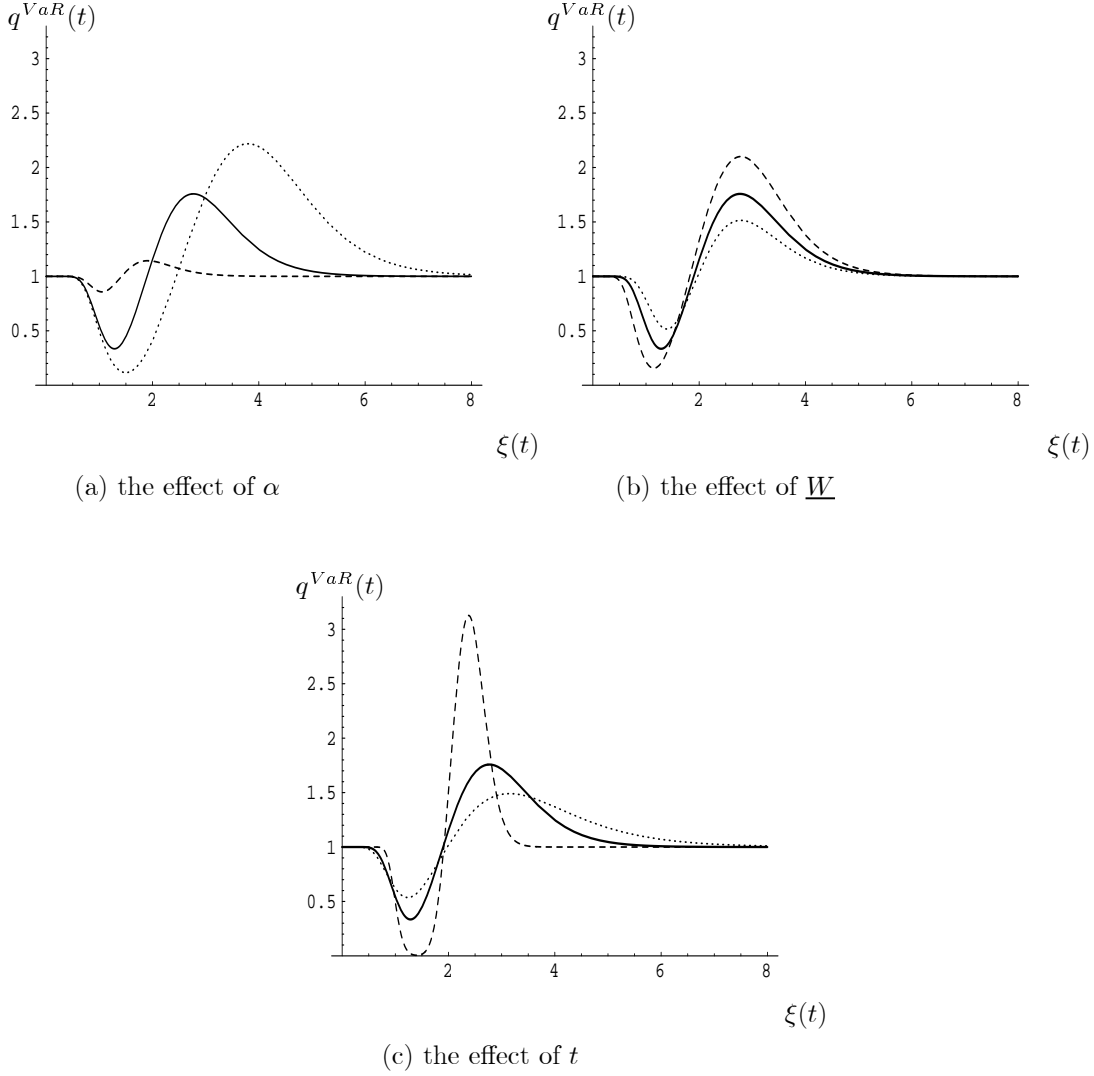 q^{VaR}(t)
3
2.5
2
1.5
1
0.5
2 4 6 8
ξ(t)
(a) the effect of α
q^{VaR}(t)
3
2.5
2
1.5
1
0.5
2 4 6 8
ξ(t)
(b) the effect of \underline{W}
q^{VaR}(t)
3
2.5
2
1.5
1
0.5
2 4 6 8
ξ(t)
(c) the effect of t